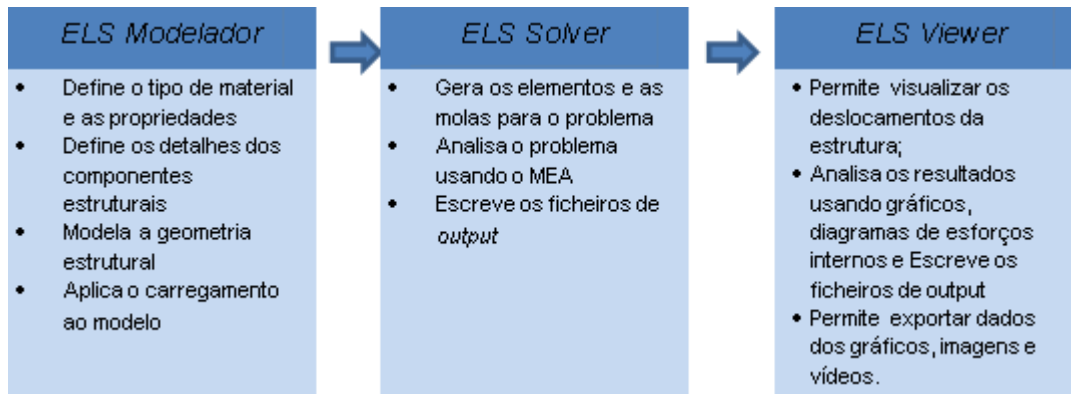 ELS Modelador
• Define o tipo de material
e as propriedades
• Define os detalhes dos
componentes
estruturais
• Modela a geometria
estrutural
• Aplica o carregamento
ao modelo
ELS Solver
• Gera os elementos e as
molas para o problema
• Analisa o problema
usando o MEA
• Escreve os ficheiros de
output
ELS Viewer
• Permite visualizar os
deslocamentos da
estrutura;
• Analisa os resultados
usando gráficos,
diagramas de esforços
internos e Escreve os
ficheiros de output
• Permite exportar dados
dos gráficos, imagens e
vídeos.